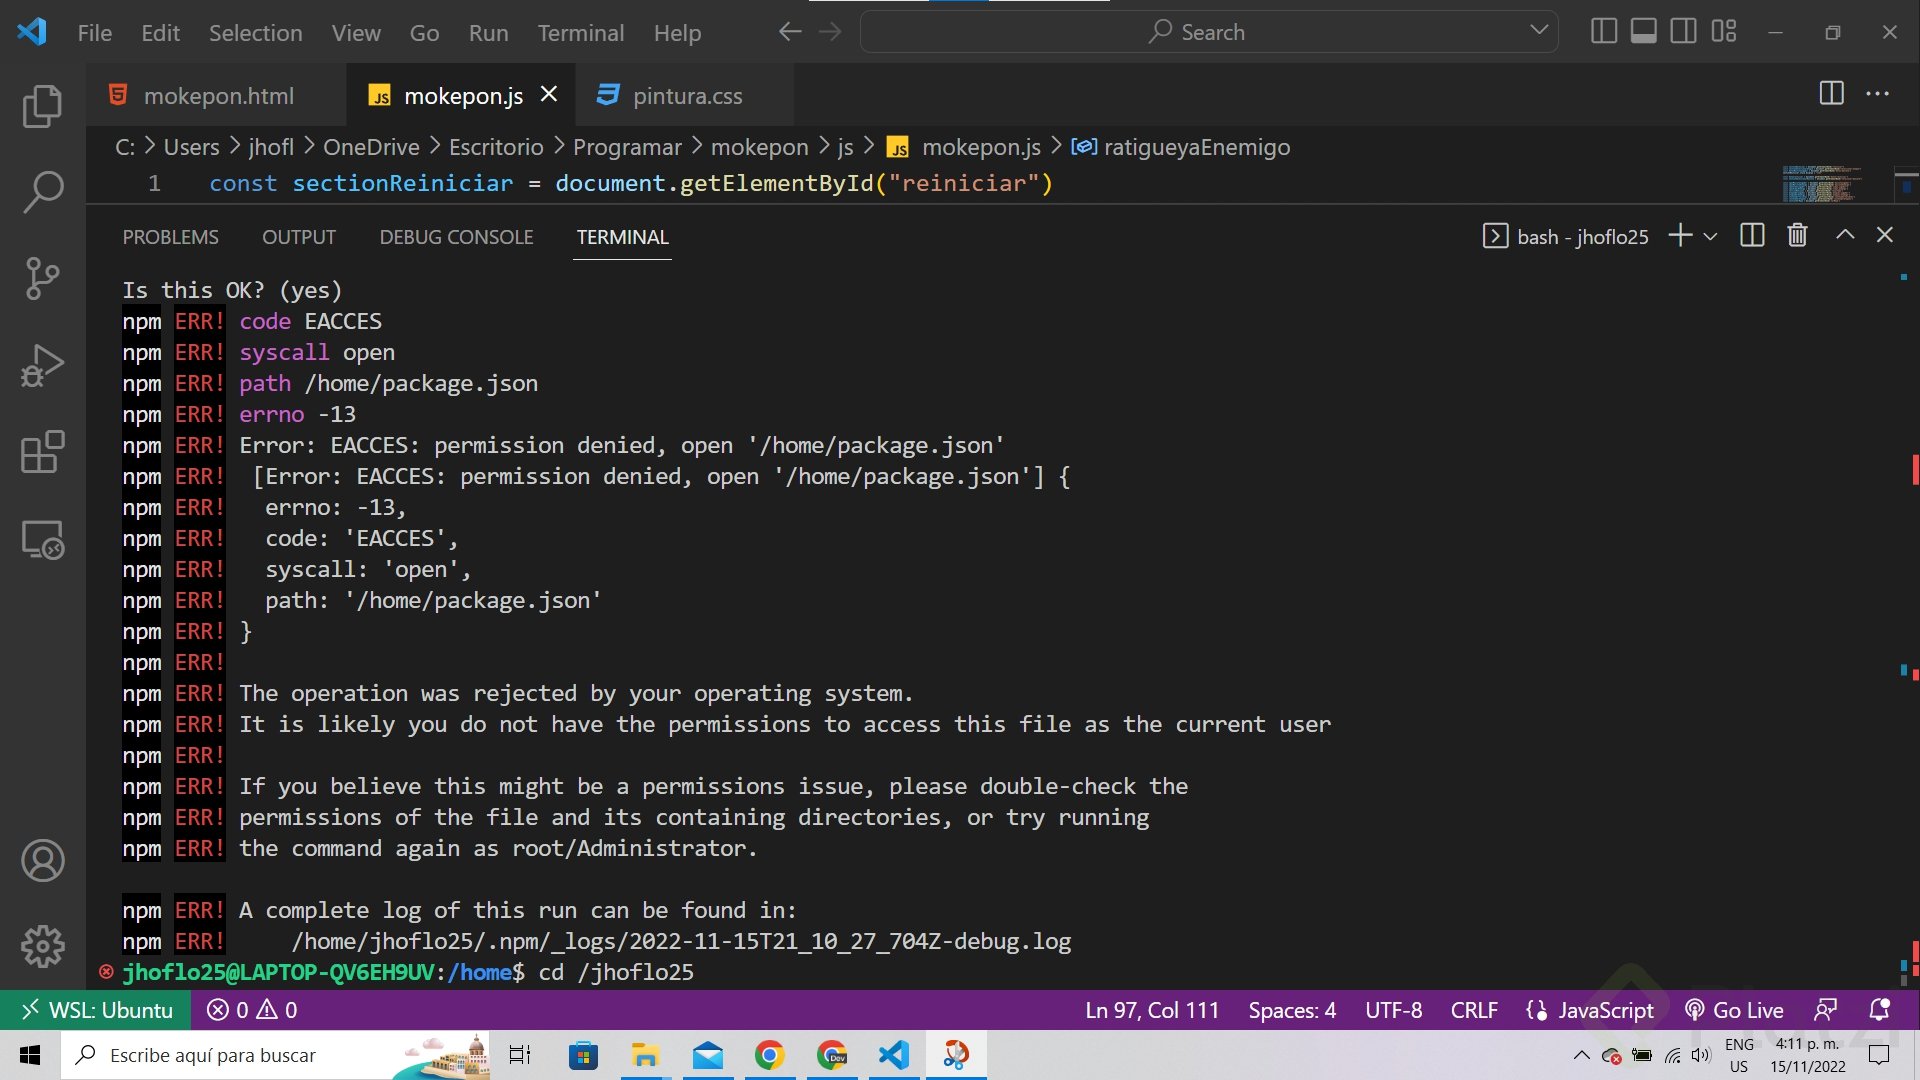 File Edit Selection View Go Run Terminal Help Search
mokepon.html JS mokepon.js pintura.css
C: > Users > jhofl > OneDrive > Escritorio > Programar > mokepon > js > JS mokepon.js > ratigueyaEnemigo
1 const sectionReiniciar = document.getElementById("reiniciar")
PROBLEMS OUTPUT DEBUG CONSOLE TERMINAL bash - jhoflo25
Is this OK? (yes)
npm ERR! code EACCES
npm ERR! syscall open
npm ERR! path /home/package.json
npm ERR! errno -13
npm ERR! Error: EACCES: permission denied, open '/home/package.json'
npm ERR!  [Error: EACCES: permission denied, open '/home/package.json'] {
npm ERR!   errno: -13,
npm ERR!   code: 'EACCES',
npm ERR!   syscall: 'open',
npm ERR!   path: '/home/package.json'
npm ERR! }
npm ERR!
npm ERR! The operation was rejected by your operating system.
npm ERR! It is likely you do not have the permissions to access this file as the current user
npm ERR!
npm ERR! If you believe this might be a permissions issue, please double-check the
npm ERR! permissions of the file and its containing directories, or try running
npm ERR! the command again as root/Administrator.
npm ERR! A complete log of this run can be found in:
npm ERR!     /home/jhoflo25/.npm/_logs/2022-11-15T21_10_27_704Z-debug.log
jhoflo25@LAPTOP-QV6EH9UV:/home$ cd /jhoflo25
WSL: Ubuntu 0 0 Ln 97, Col 111 Spaces: 4 UTF-8 CRLF JavaScript Go Live
Escribe aquí para buscar Dev ENG 4:11 p. m.
US 15/11/2022